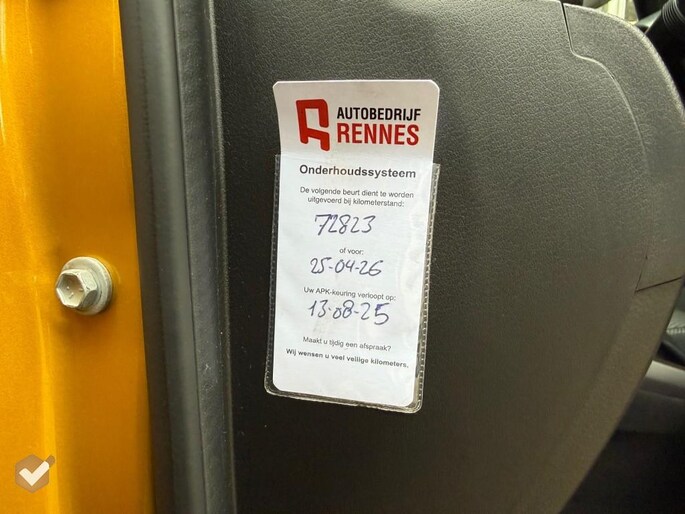 AUTOBEDRIJF
RENNES
Onderhoudssysteem
De volgende beurt dient te worden
uitgevoerd bij kilometerstand:
72823
of voor:
25-04-26
Uw APK-keuring verloopt op:
13-08-25
Maakt u tijdig een afspraak?
Wij wensen u veel veilige kilometers.